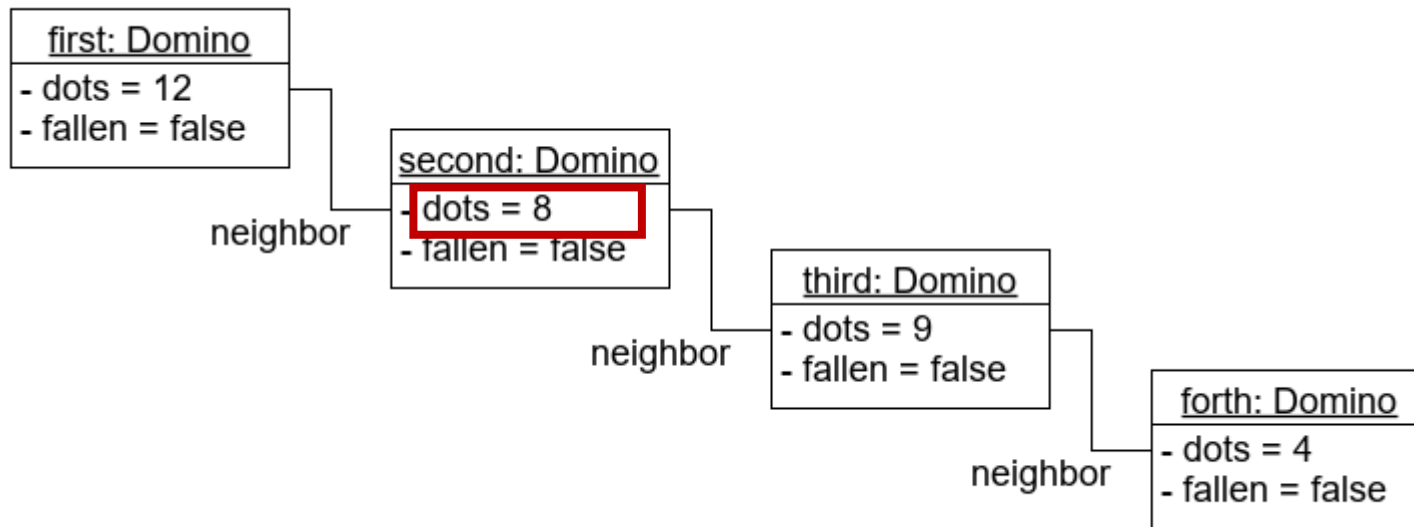 first: Domino
- dots = 12
- fallen = false
neighbor
second: Domino
- dots = 8
- fallen = false
neighbor
third: Domino
- dots = 9
- fallen = false
neighbor
forth: Domino
- dots = 4
- fallen = false